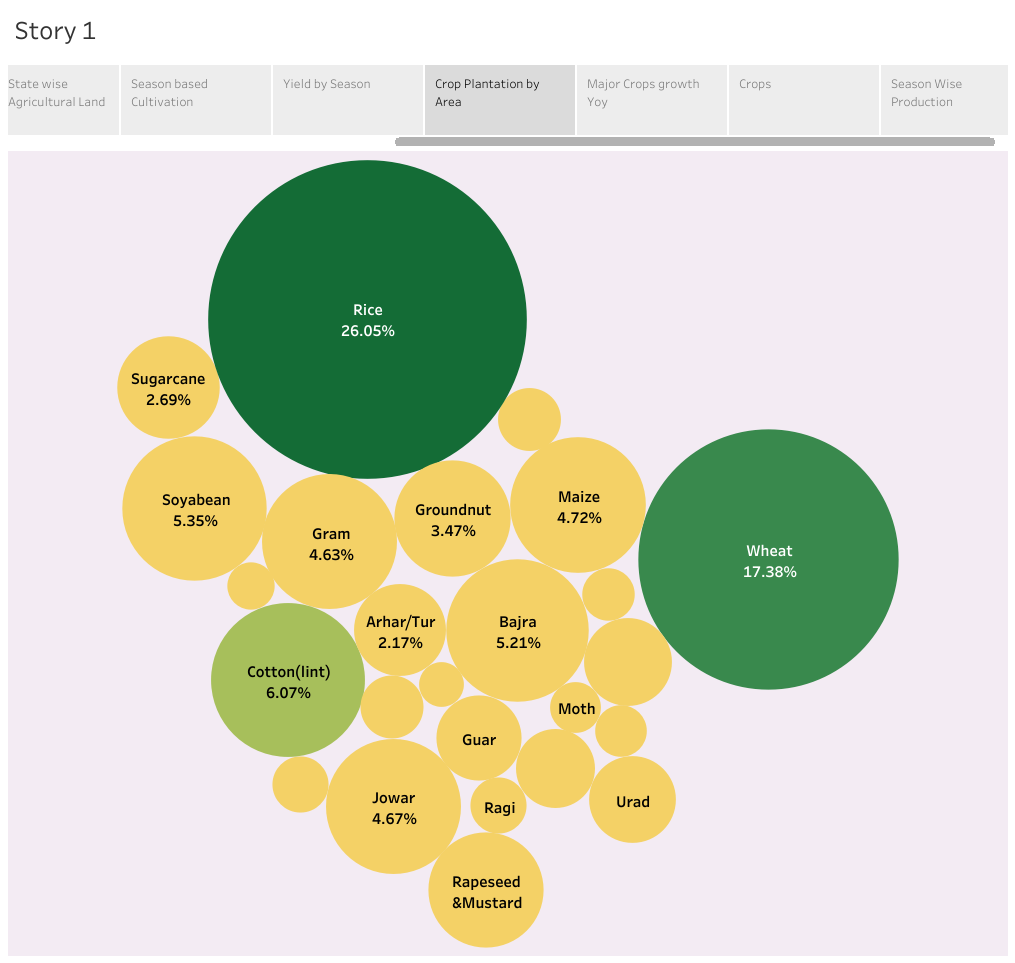 Story 1
State wise
Agricultural Land
Season based
Cultivation
Yield by Season
Crop Plantation by
Area
Major Crops growth
Yoy
Crops
Season Wise
Production
Rice
26.05%
Sugarcane
2.69%
Soyabean
5.35%
Gram
4.63%
Groundnut
3.47%
Maize
4.72%
Wheat
17.38%
Arhar/Tur
2.17%
Bajra
5.21%
Cotton(lint)
6.07%
Moth
Guar
Jowar
4.67%
Ragi
Urad
Rapeseed
&Mustard